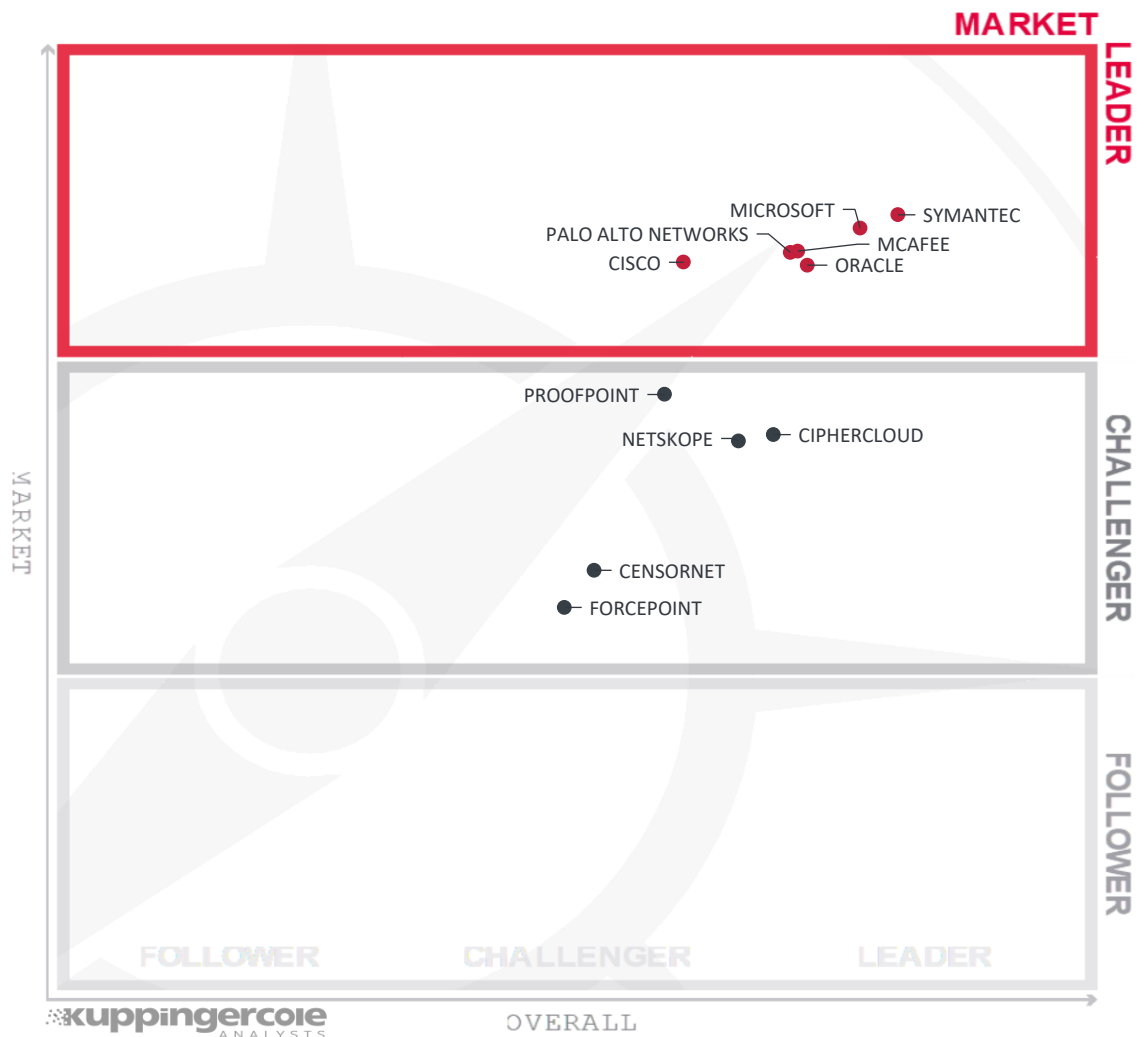 MARKET
LEADER
MICROSOFT
SYMANTEC
PALO ALTO NETWORKS
MCAFEE
CISCO
ORACLE
PROOFPOINT
NETSKOPE
CIPHERCLOUD
CHALLENGER
MARKET
CENSORNET
FORCEPOINT
FOLLOWER
FOLLOWER
CHALLENGER
LEADER
kuppingercole
ANALYSTS
OVERALL